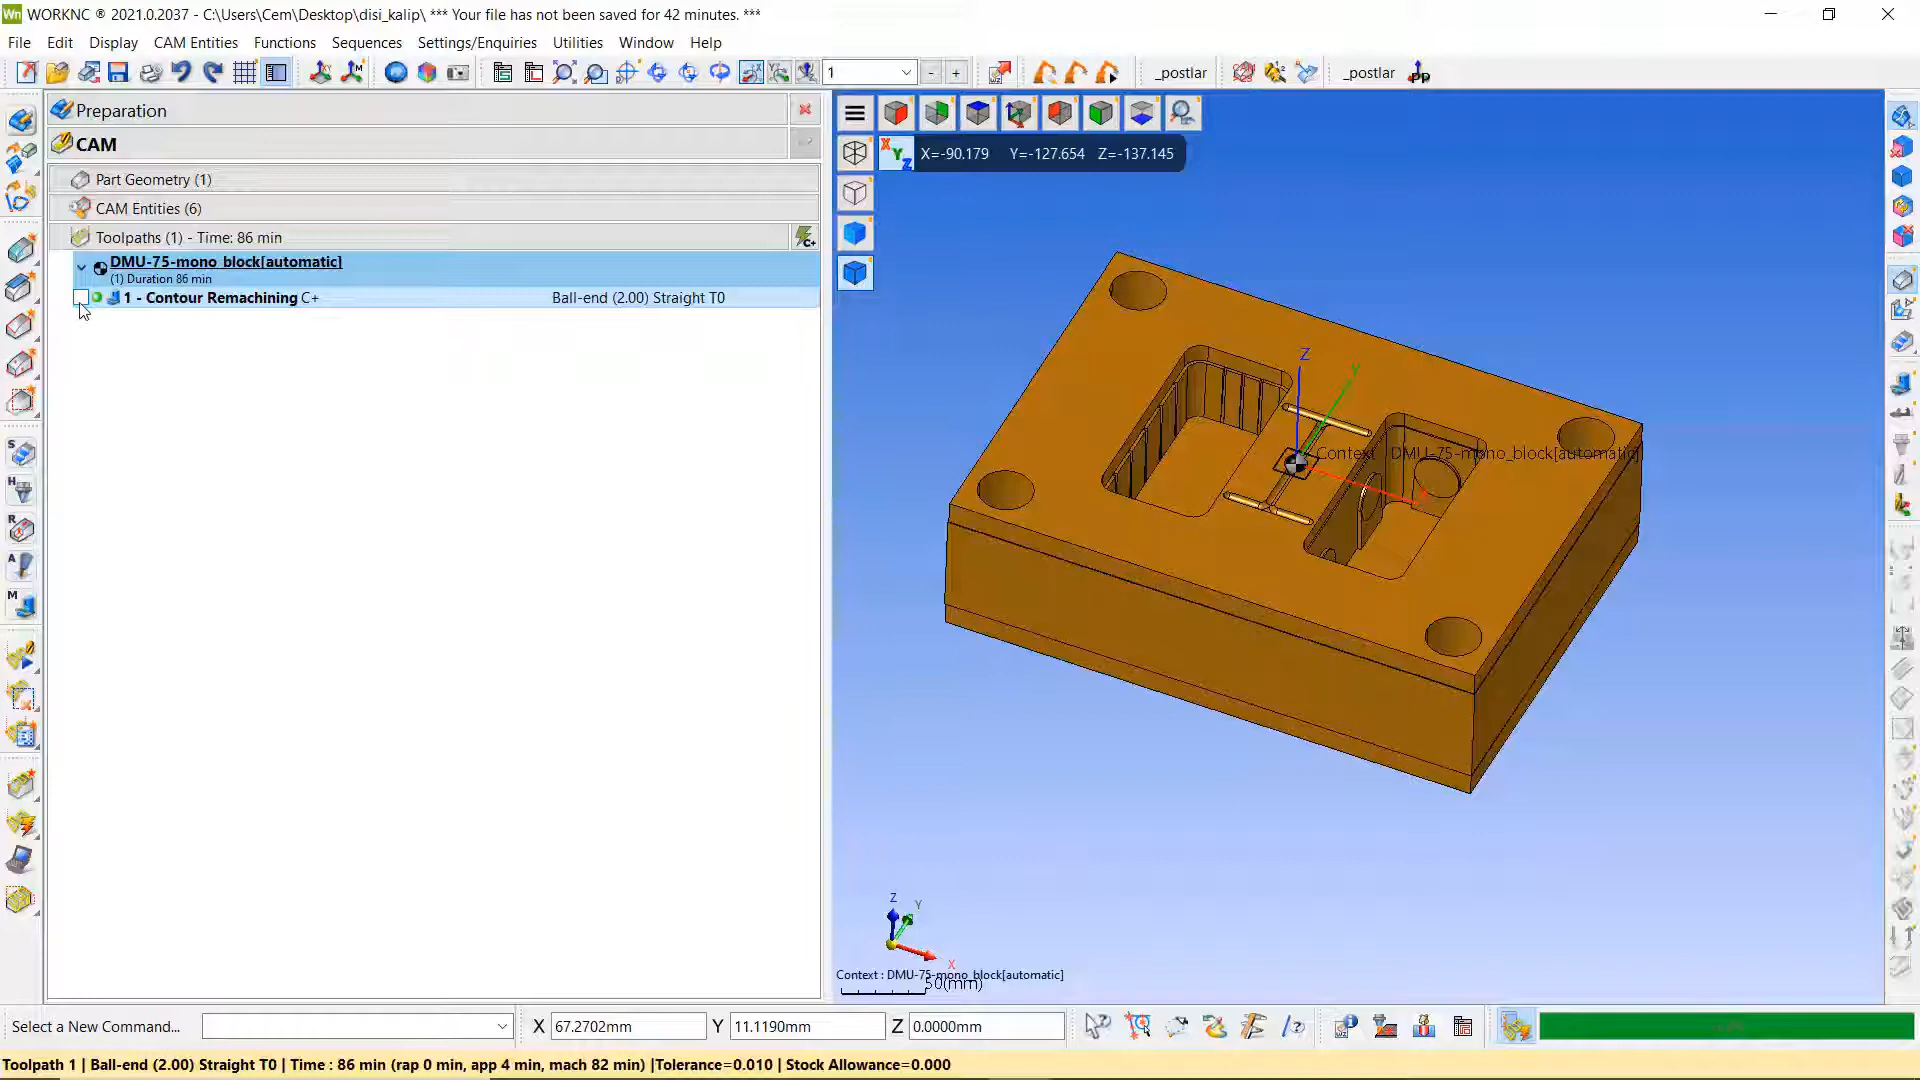 WORKNC ® 2021.0.2037 - C:\Users\Cem\Desktop\disi_kalip\ *** Your file has not been saved for 42 minutes. ***
File Edit Display CAM Entities Functions Sequences Settings/Enquiries Utilities Window Help
1 - + _postlar _postlar
Preparation
CAM
X=-90.179 Y=-127.654 Z=-137.145
Part Geometry (1)
CAM Entities (6)
Toolpaths (1) - Time: 86 min
DMU-75-mono_block[automatic]
(1) Duration 86 min
1 - Contour Remachining C+ Ball-end (2.00) Straight T0
Z Y
Context : DMU-75-mono_block[automatic]
S
H
R
A
M
Z Y
X
Context : DMU-75-mono_block[automatic]
50(mm)
Select a New Command... X 67.2702mm Y 11.1190mm Z 0.0000mm
Toolpath 1 | Ball-end (2.00) Straight T0 | Time : 86 min (rap 0 min, app 4 min, mach 82 min) |Tolerance=0.010 | Stock Allowance=0.000